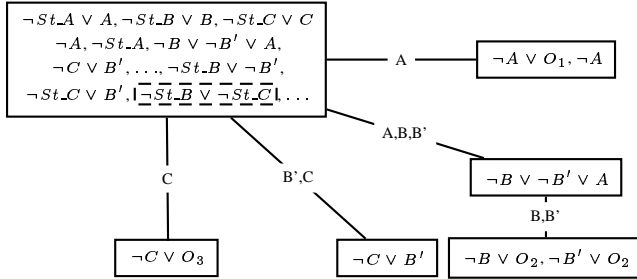 ¬St_A ∨ A, ¬St_B ∨ B, ¬St_C ∨ C
¬A, ¬St_A, ¬B ∨ ¬B′ ∨ A,
¬C ∨ B′, ..., ¬St_B ∨ ¬B′,
¬St_C ∨ B′, ¬St_B ∨ ¬St_C, ...
A
¬A ∨ O₁, ¬A
A,B,B'
¬B ∨ ¬B′ ∨ A
C
B',C
B,B'
¬C ∨ O₃
¬C ∨ B′
¬B ∨ O₂, ¬B′ ∨ O₂